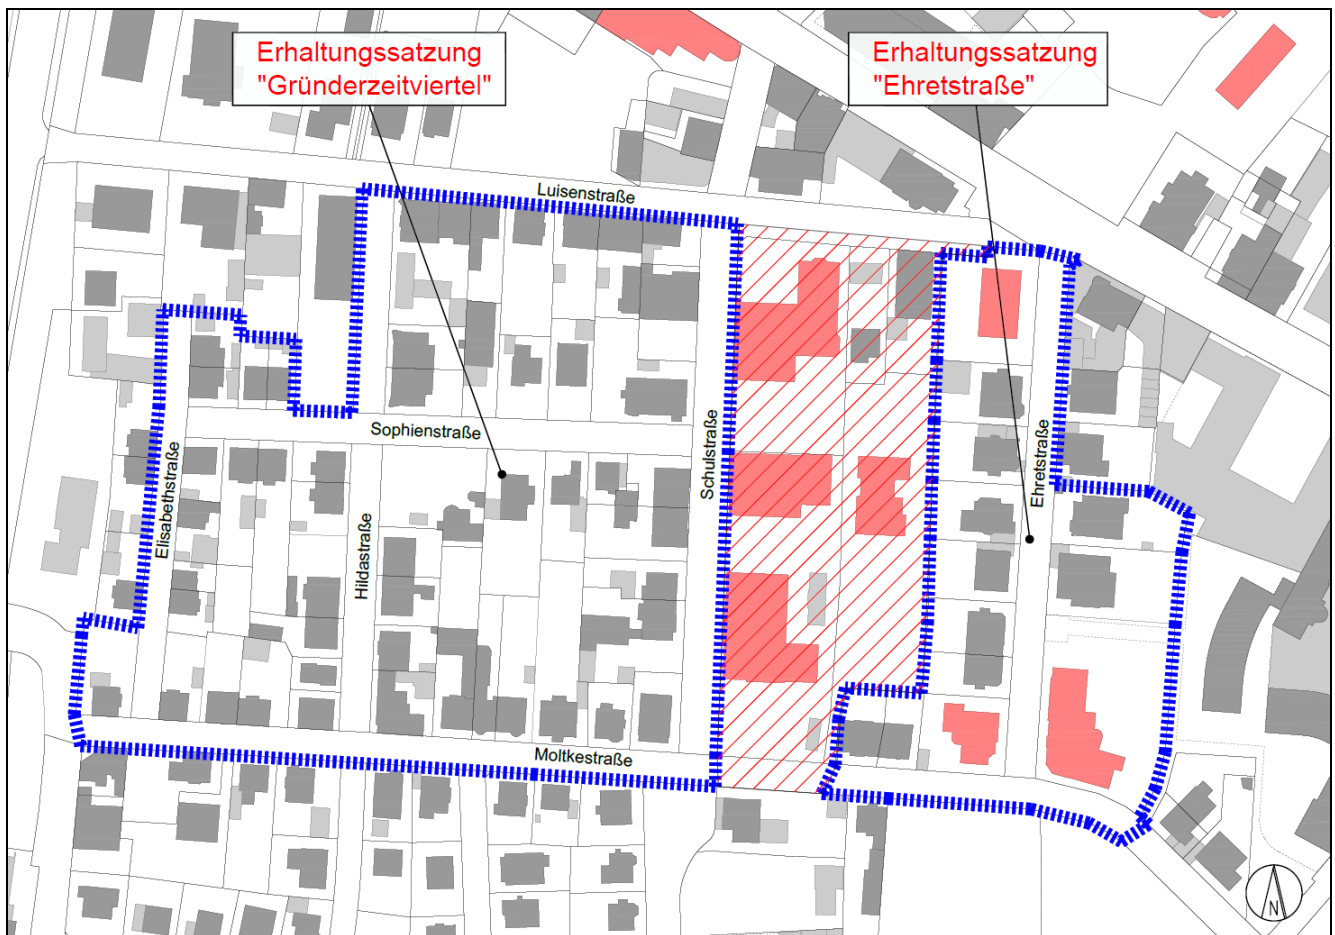 Erhaltungssatzung
"Gründerzeitviertel"
Erhaltungssatzung
"Ehretstraße"
Luisenstraße
Sophienstraße
Schulstraße
Ehretstraße
Elisabethstraße
Hildastraße
Moltkestraße
N